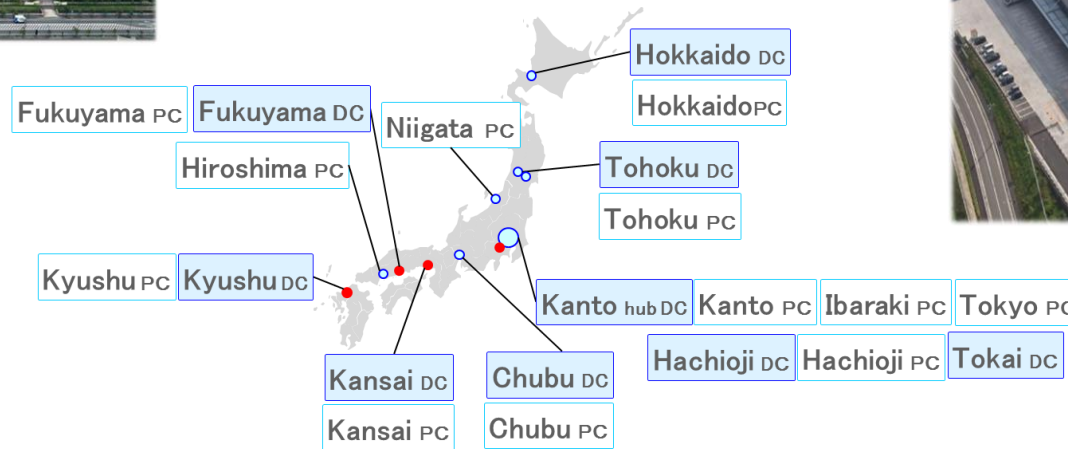 Hokkaido DC
HokkaidoPC
Fukuyama PC
Fukuyama DC
Niigata PC
Hiroshima PC
Tohoku DC
Tohoku PC
Kyushu PC
Kyushu DC
Kanto hub DC
Kanto PC
Ibaraki PC
Tokyo PC
Hachioji DC
Hachioji PC
Tokai DC
Kansai DC
Kansai PC
Chubu DC
Chubu PC